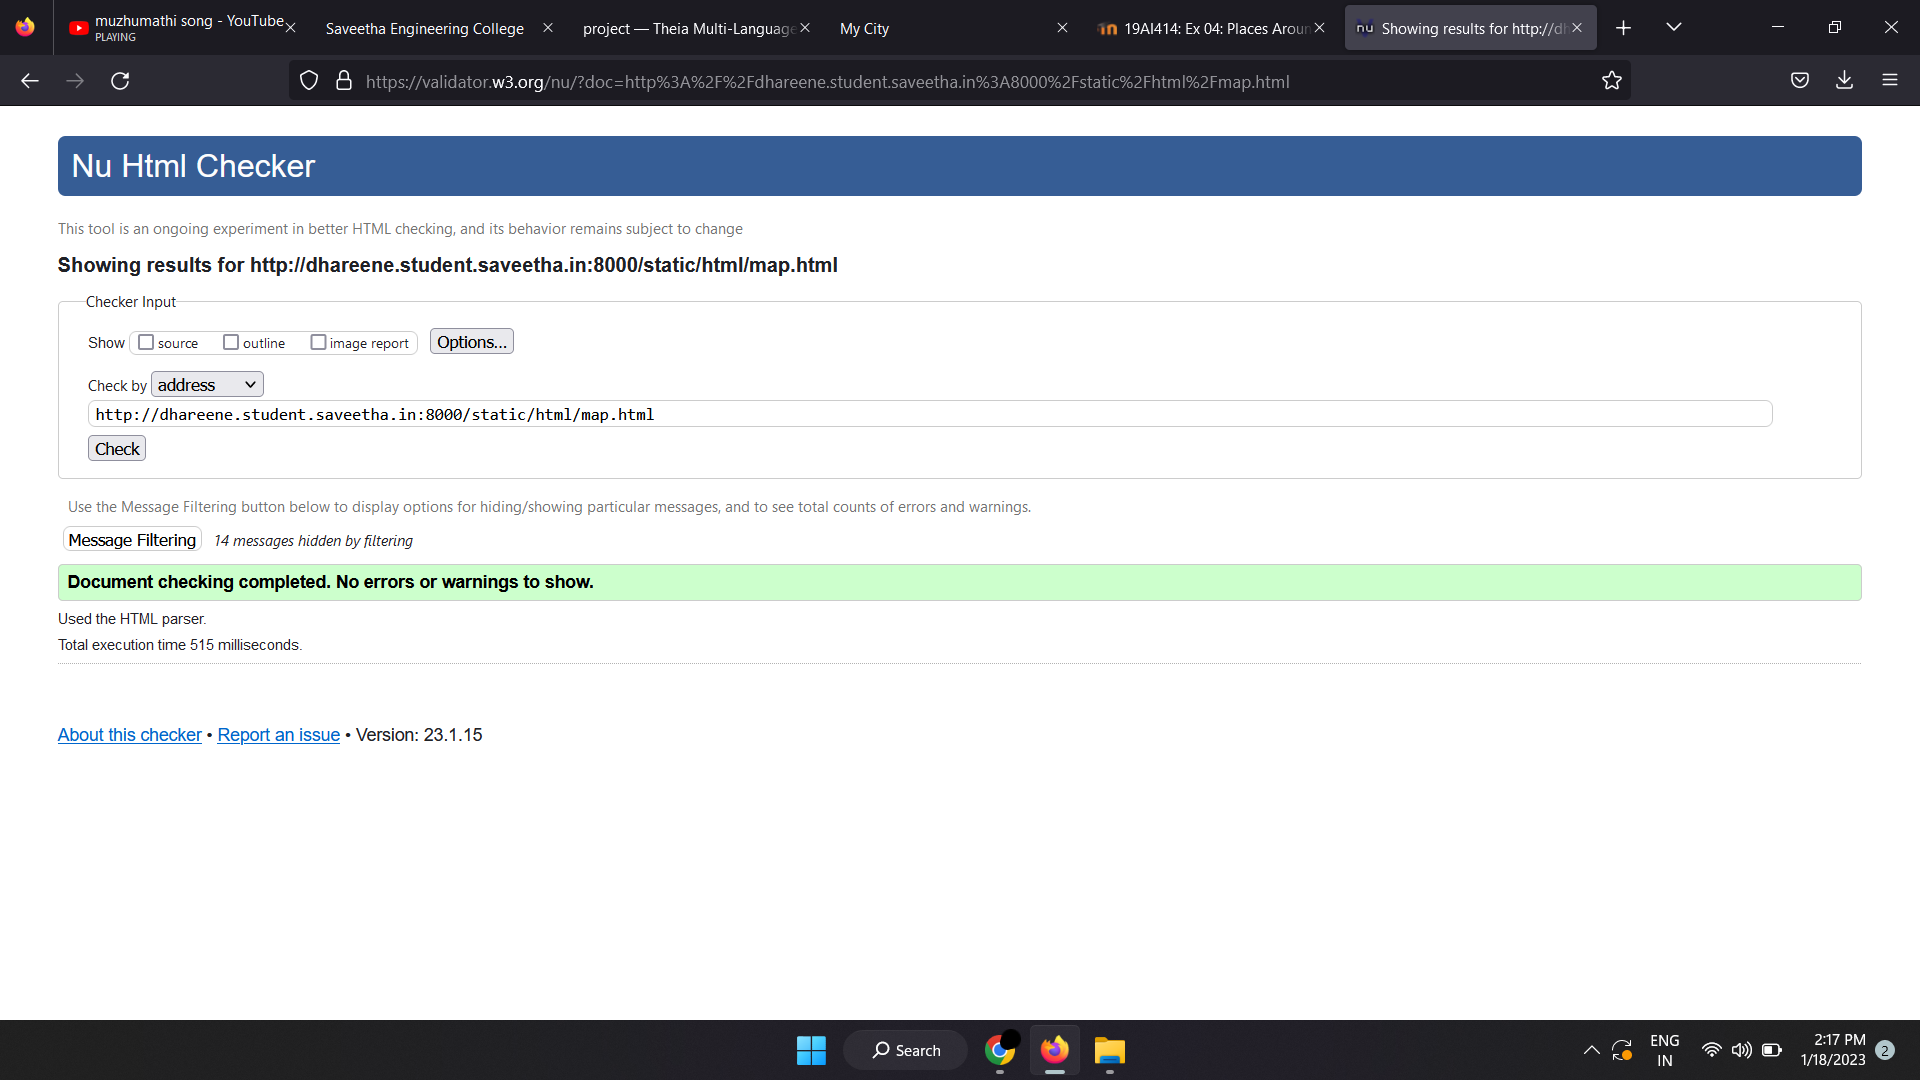 muzhumathi song - YouTube
PLAYING
Saveetha Engineering College
project — Theia Multi-Language
My City
19AI414: Ex 04: Places Aroun
nu Showing results for http://dh
https://validator.w3.org/nu/?doc=http%3A%2F%2Fdhareene.student.saveetha.in%3A8000%2Fstatic%2Fhtml%2Fmap.html
Nu Html Checker
This tool is an ongoing experiment in better HTML checking, and its behavior remains subject to change
Showing results for http://dhareene.student.saveetha.in:8000/static/html/map.html
Checker Input
Show source outline image report Options...
Check by address
http://dhareene.student.saveetha.in:8000/static/html/map.html
Check
Use the Message Filtering button below to display options for hiding/showing particular messages, and to see total counts of errors and warnings.
Message Filtering 14 messages hidden by filtering
Document checking completed. No errors or warnings to show.
Used the HTML parser.
Total execution time 515 milliseconds.
About this checker • Report an issue • Version: 23.1.15
Search
ENG
IN
2:17 PM
1/18/2023
2